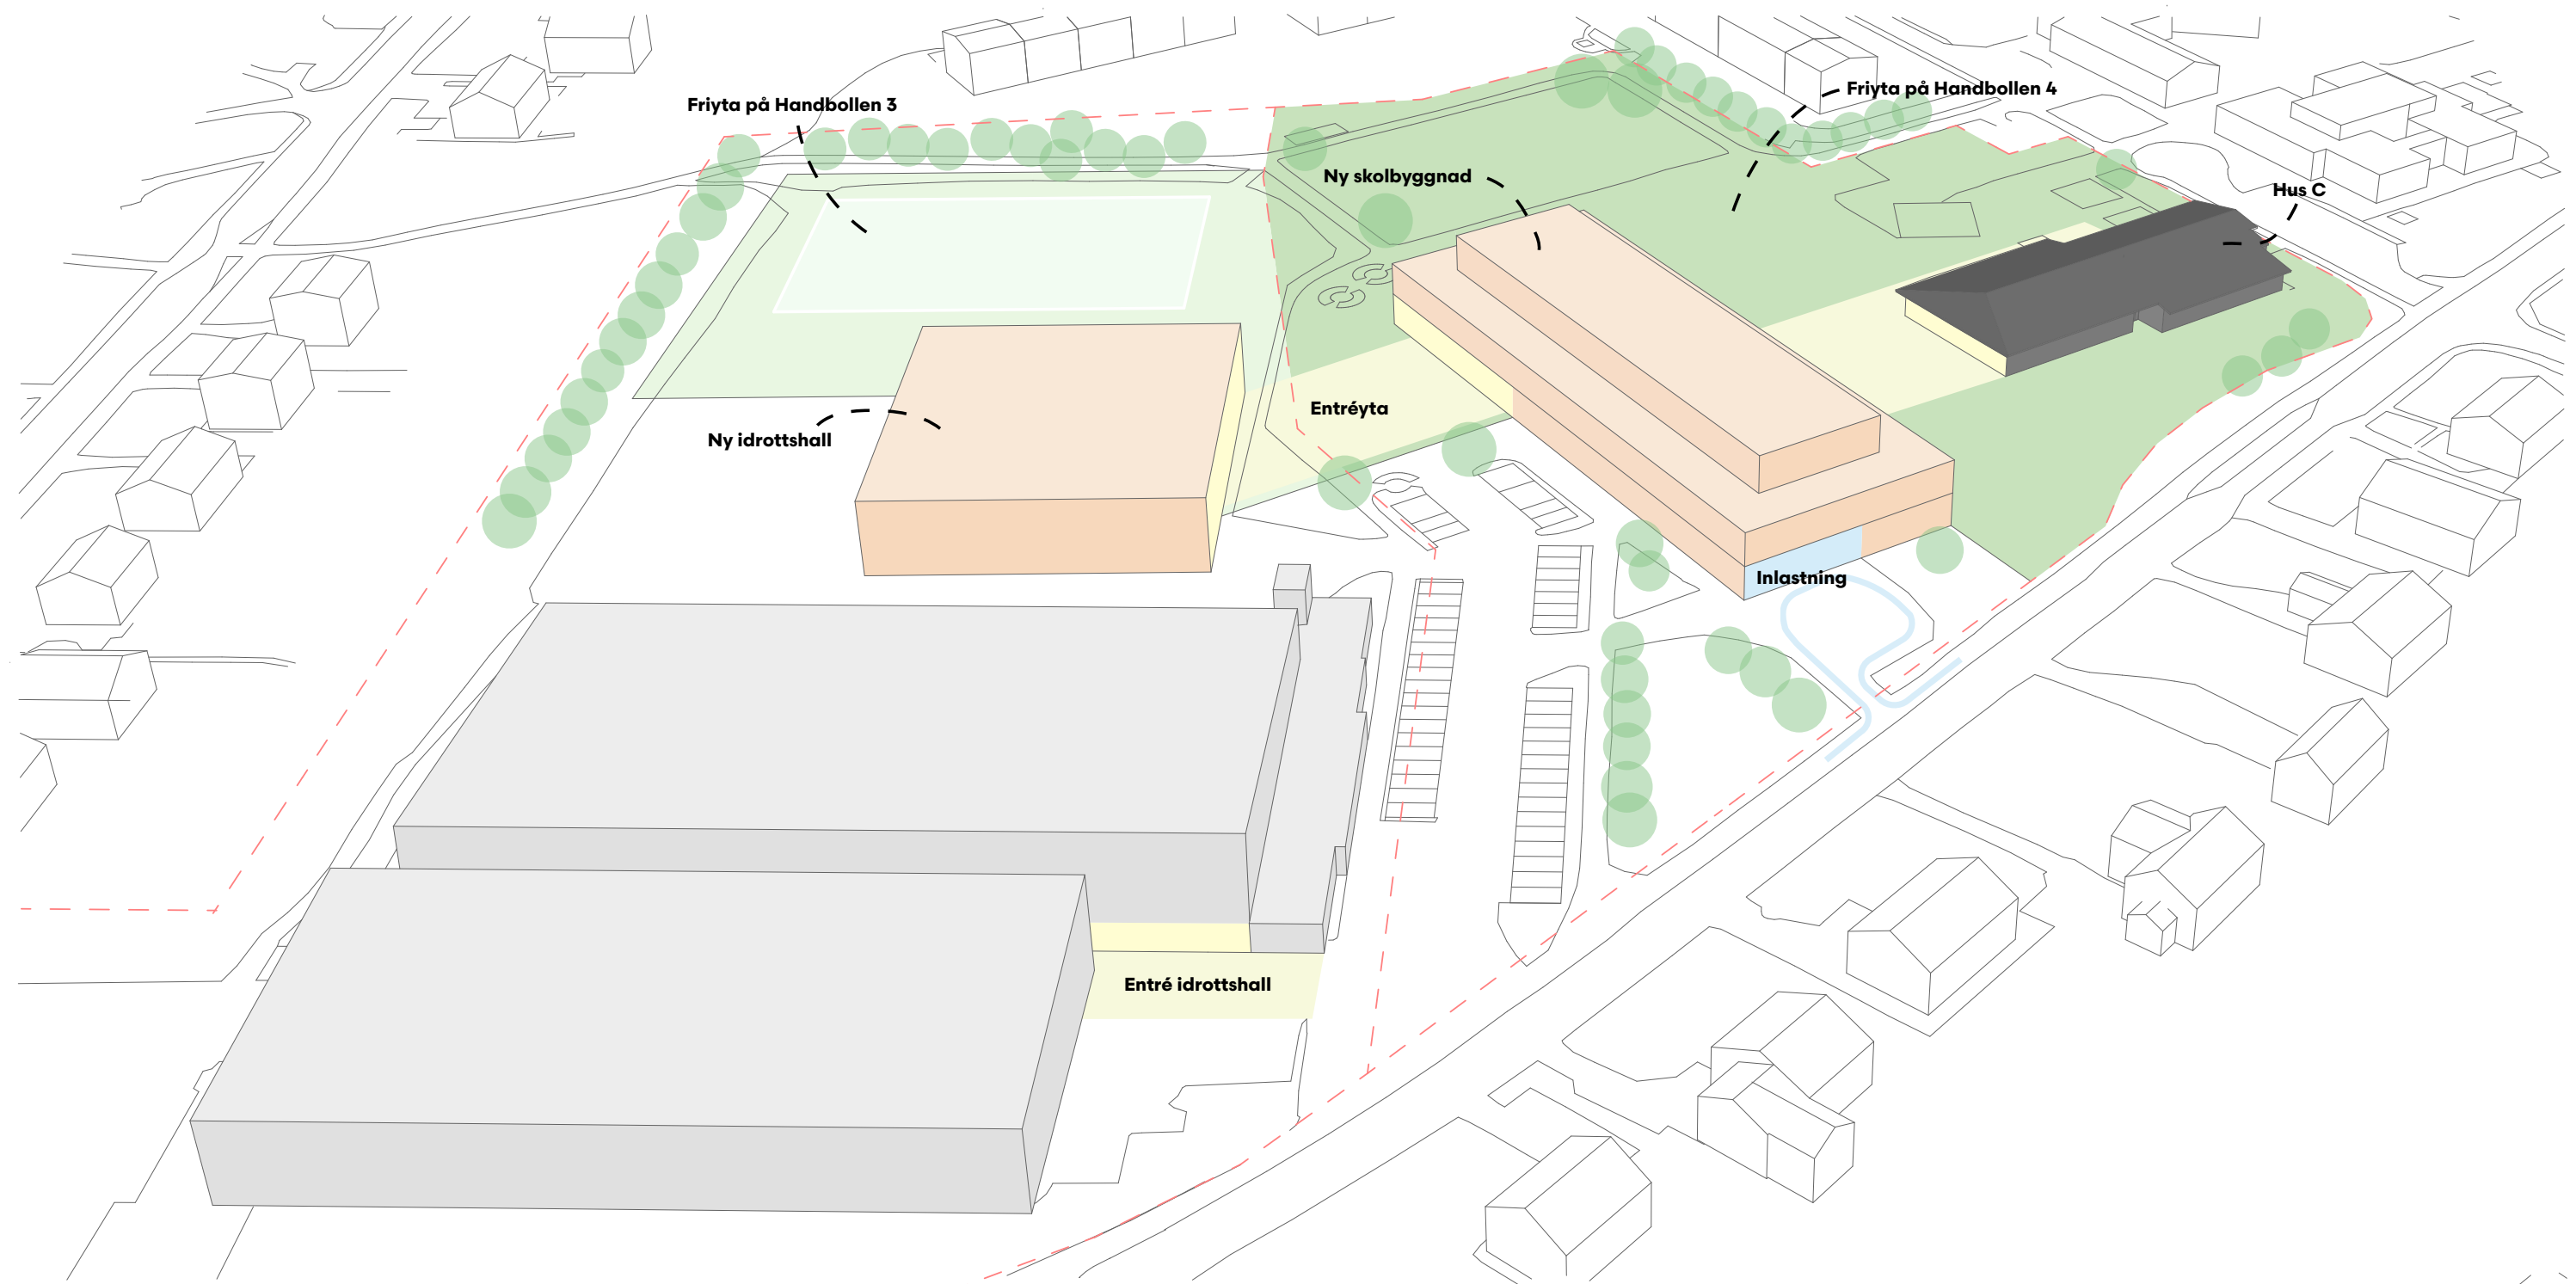 Friyta på Handbollen 3
Friyta på Handbollen 4
Ny skolbyggnad
Hus C
Entréyta
Ny idrottshall
Inlastning
Entré idrottshall